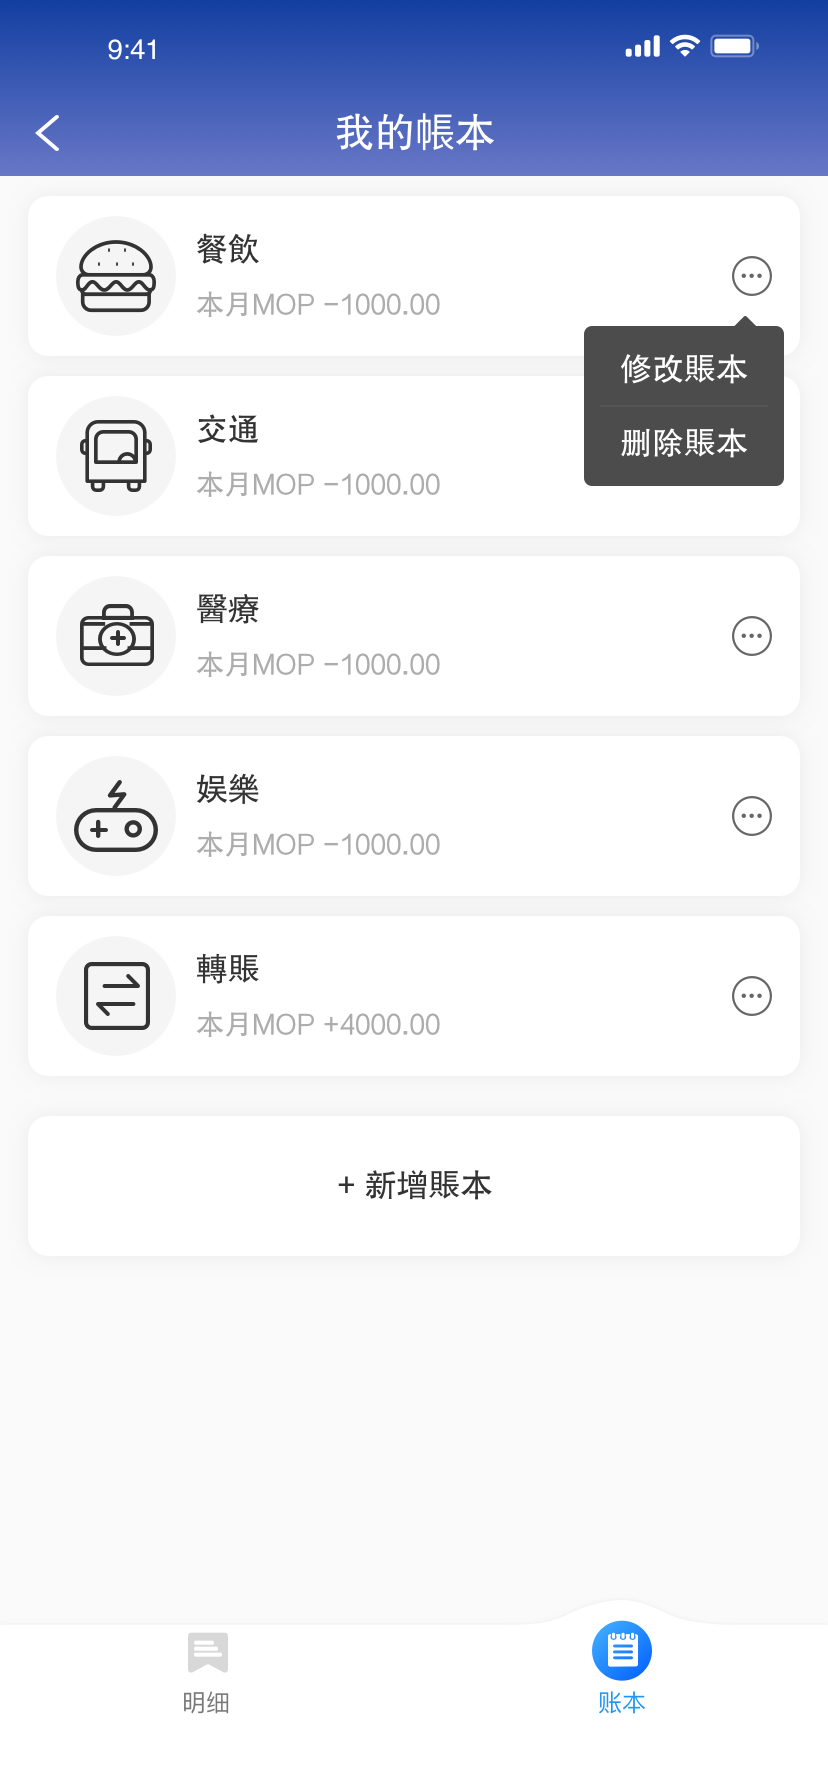 9:41
我的帳本
餐飲
本月MOP -1000.00
修改賬本
刪除賬本
交通
本月MOP -1000.00
醫療
本月MOP -1000.00
娛樂
本月MOP -1000.00
轉賬
本月MOP +4000.00
+ 新增賬本
明细
账本